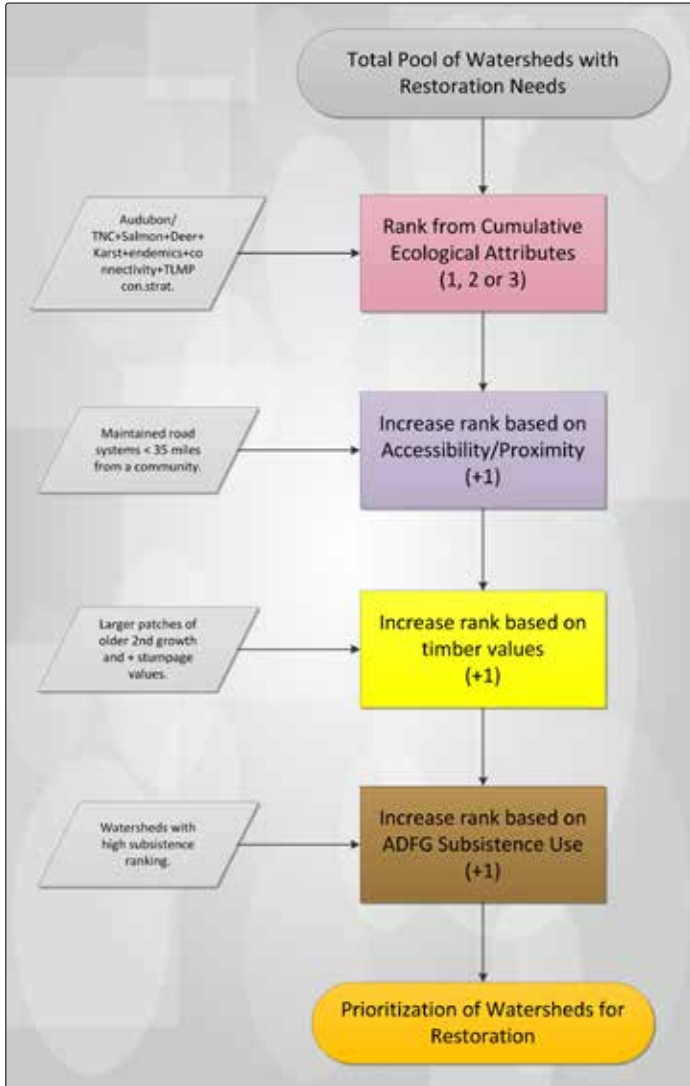 Total Pool of Watersheds with
Restoration Needs
Audubon/
TNC+Salmon+Deer+
Karst+endemics+co
nnectivity+TLMP
con.strat.
Rank from Cumulative
Ecological Attributes
(1, 2 or 3)
Maintained road
systems < 35 miles
from a community.
Increase rank based on
Accessibility/Proximity
(+1)
Larger patches of
older 2nd growth
and + stumpage
values.
Increase rank based on
timber values
(+1)
Watersheds with
high subsistence
ranking.
Increase rank based on
ADFG Subsistence Use
(+1)
Prioritization of Watersheds for
Restoration